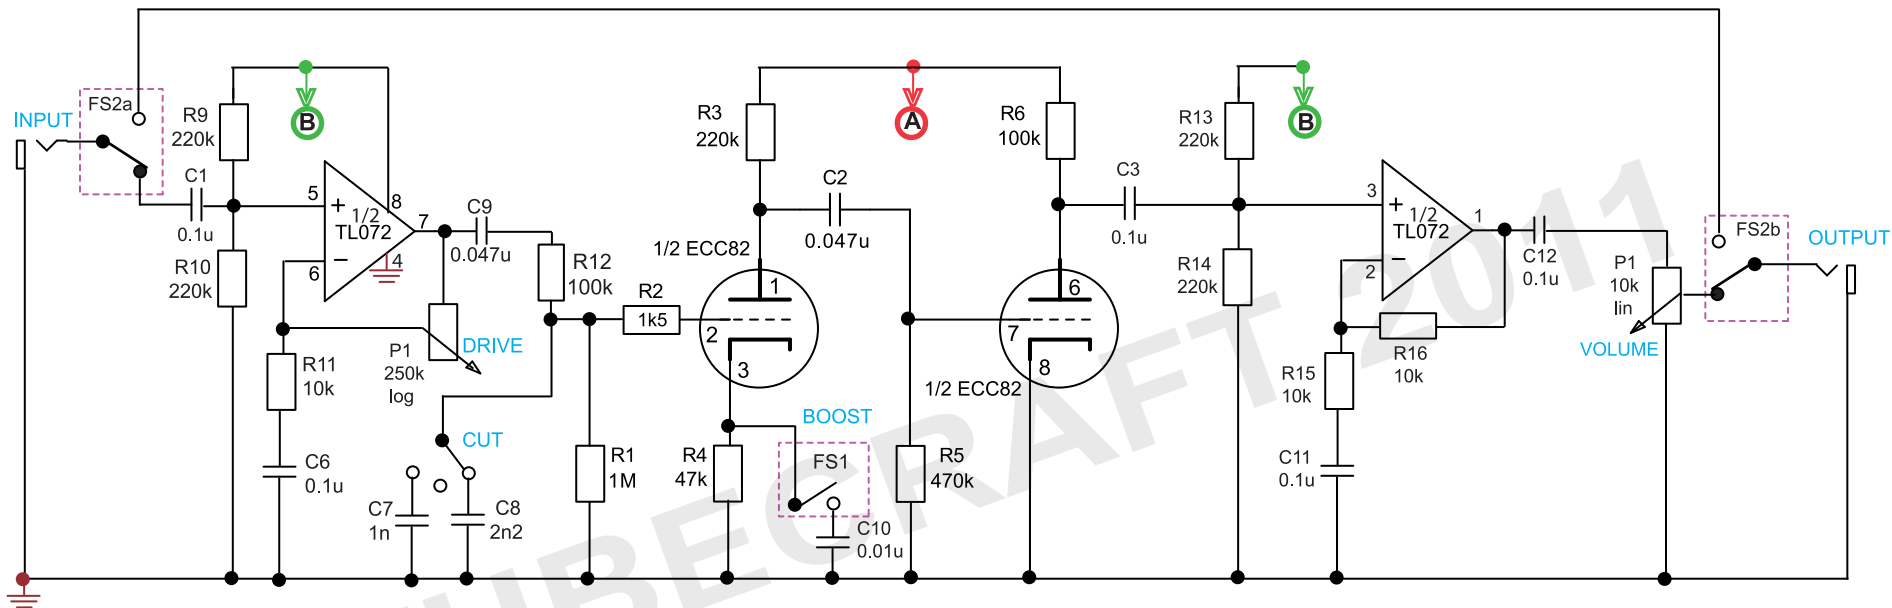 INPUT
FS2a
R9
220k
B
C1
0.1u
R10
220k
5
+
1/2
TL072
8
7
4
6
−
C9
0.047u
R12
100k
R11
10k
P1
250k
log
DRIVE
C6
0.1u
CUT
C7
1n
C8
2n2
R2
1k5
R1
1M
R3
220k
A
R6
100k
C2
0.047u
1/2 ECC82
1
2
3
BOOST
FS1
R4
47k
C10
0.01u
R5
470k
6
7
8
1/2 ECC82
C3
0.1u
R13
220k
B
R14
220k
3
+
1/2
TL072
1
2
−
C12
0.1u
R16
10k
R15
10k
C11
0.1u
P1
10k
lin
VOLUME
FS2b
OUTPUT
UBECRAFT 2011